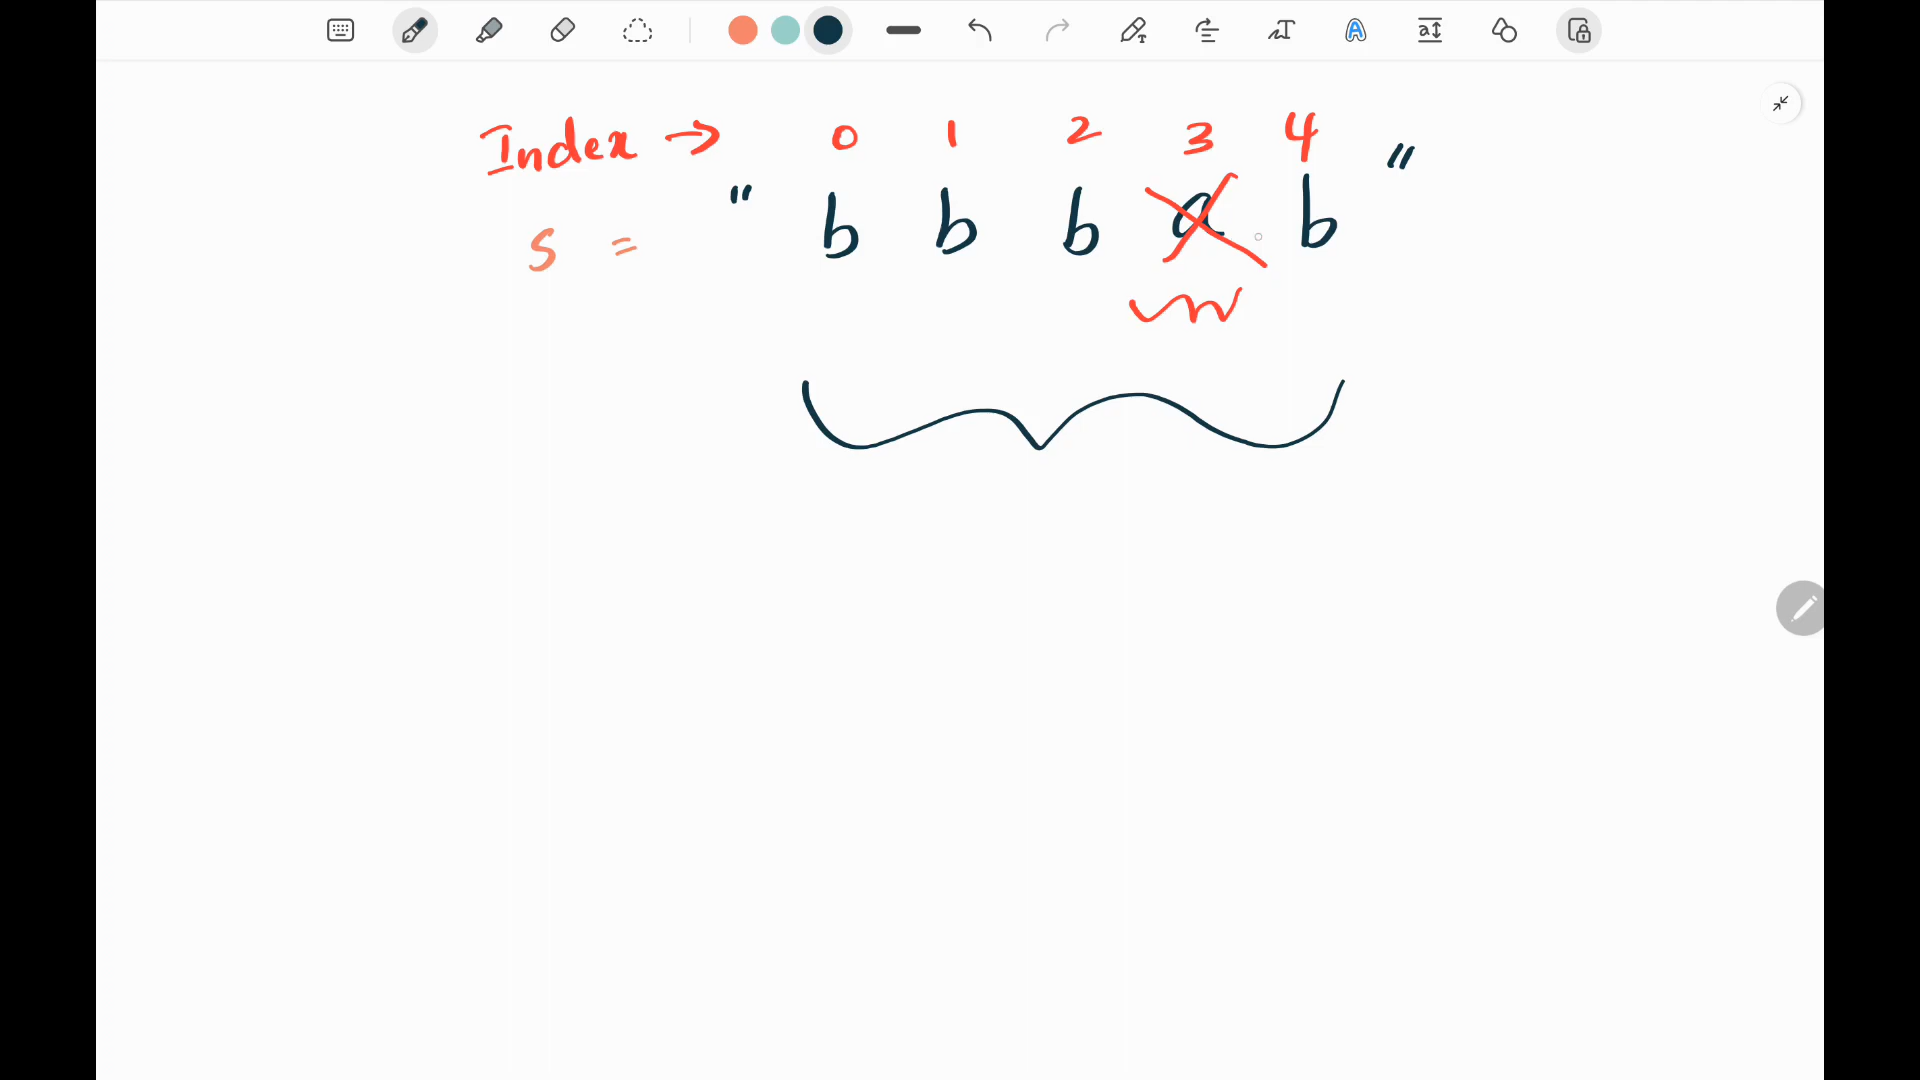 Index → 0 1 2 3 4
s = " b b b a b "